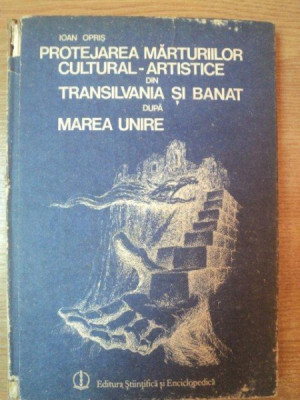 IOAN OPRIȘ
PROTEJAREA MĂRTURIILOR
CULTURAL-ARTISTICE
DIN
TRANSILVANIA ȘI BANAT
DUPĂ
MAREA UNIRE
Editura Științifică și Enciclopedică